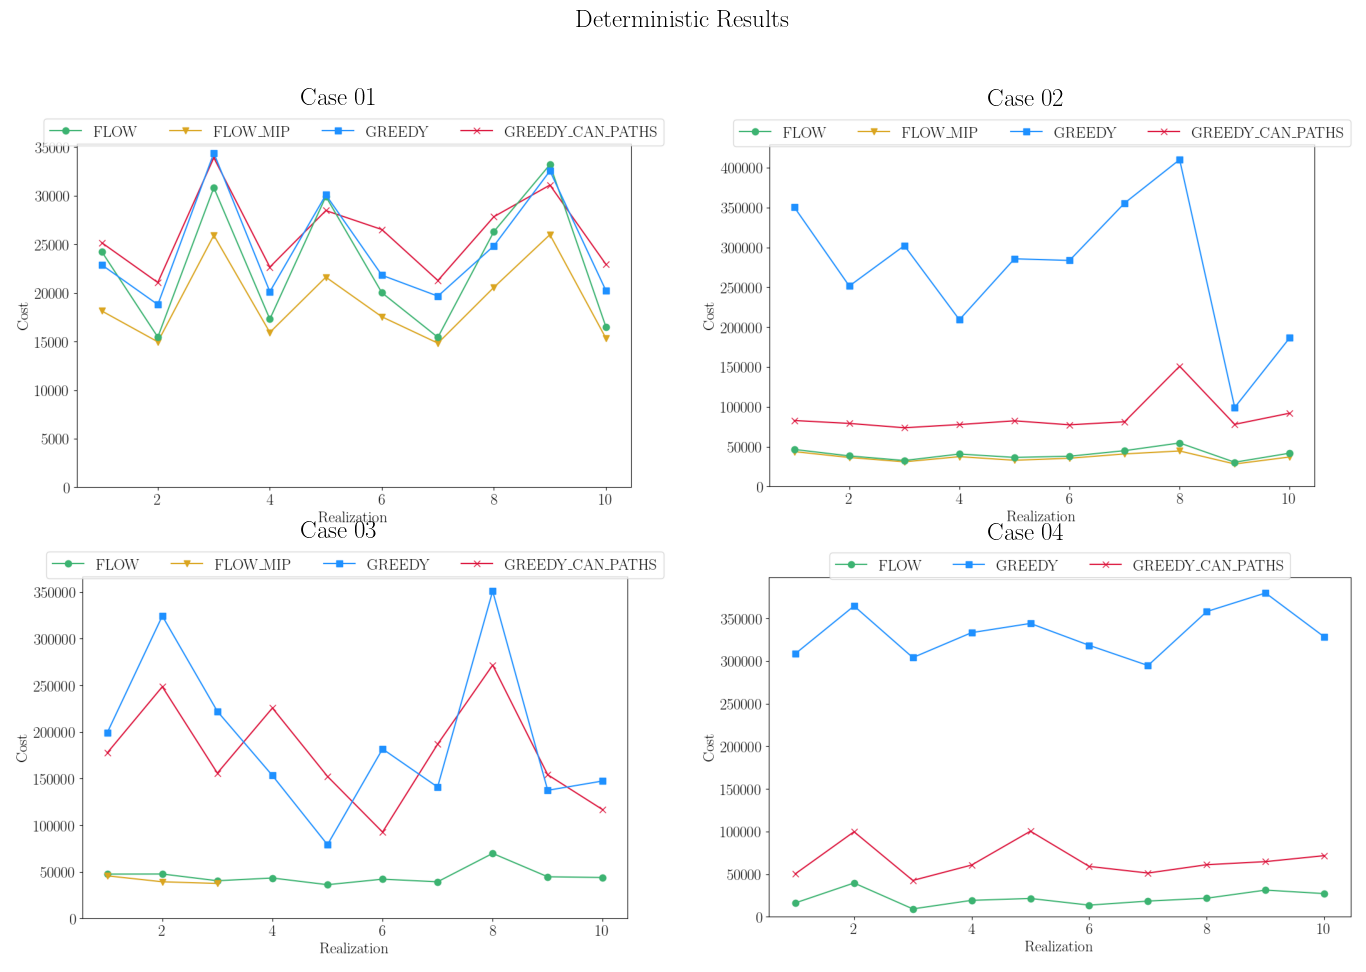 Deterministic Results
Case 01
FLOW FLOW_MIP GREEDY GREEDY_CAN_PATHS
35000
30000
25000
20000
15000
10000
5000
0
Cost
2 4 6 8 10
Realization
Case 02
FLOW FLOW_MIP GREEDY GREEDY_CAN_PATHS
400000
350000
300000
250000
200000
150000
100000
50000
0
Cost
2 4 6 8 10
Realization
Case 03
FLOW FLOW_MIP GREEDY GREEDY_CAN_PATHS
350000
300000
250000
200000
150000
100000
50000
0
Cost
2 4 6 8 10
Realization
Case 04
FLOW GREEDY GREEDY_CAN_PATHS
350000
300000
250000
200000
150000
100000
50000
0
Cost
2 4 6 8 10
Realization